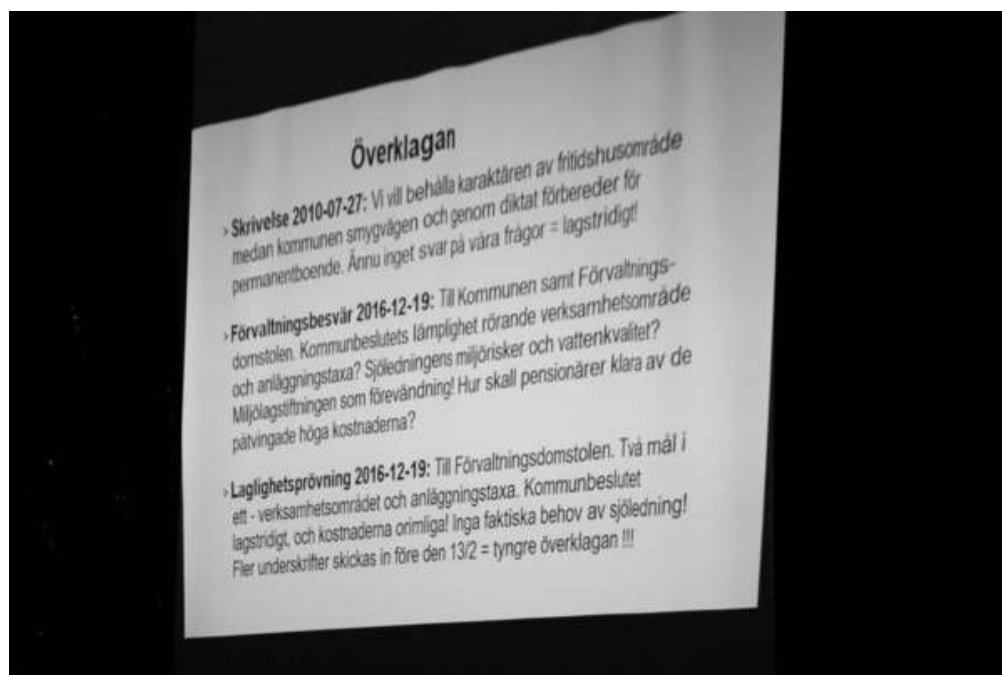 Överklagan
› Skrivelse 2010-07-27: Vi vill behålla karaktären av fritidshusområde
medan kommunen smygvägen och genom diktat förbereder för
permanentboende. Ännu inget svar på våra frågor = lagstridigt!
› Förvaltningsbesvär 2016-12-19: Till Kommunen samt Förvaltnings-
domstolen. Kommunbeslutets lämplighet rörande verksamhetsområde
och anläggningstaxa? Sjöledningens miljörisker och vattenkvalitet?
Miljölagstiftningen som förevändning! Hur skall pensionärer klara av de
påtvingade höga kostnaderna?
› Laglighetsprövning 2016-12-19: Till Förvaltningsdomstolen. Två mål i
ett - verksamhetsområdet och anläggningstaxa. Kommunbeslutet
lagstridigt, och kostnaderna orimliga! Inga faktiska behov av sjöledning!
Fler underskrifter skickas in före den 13/2 = tyngre överklagan !!!